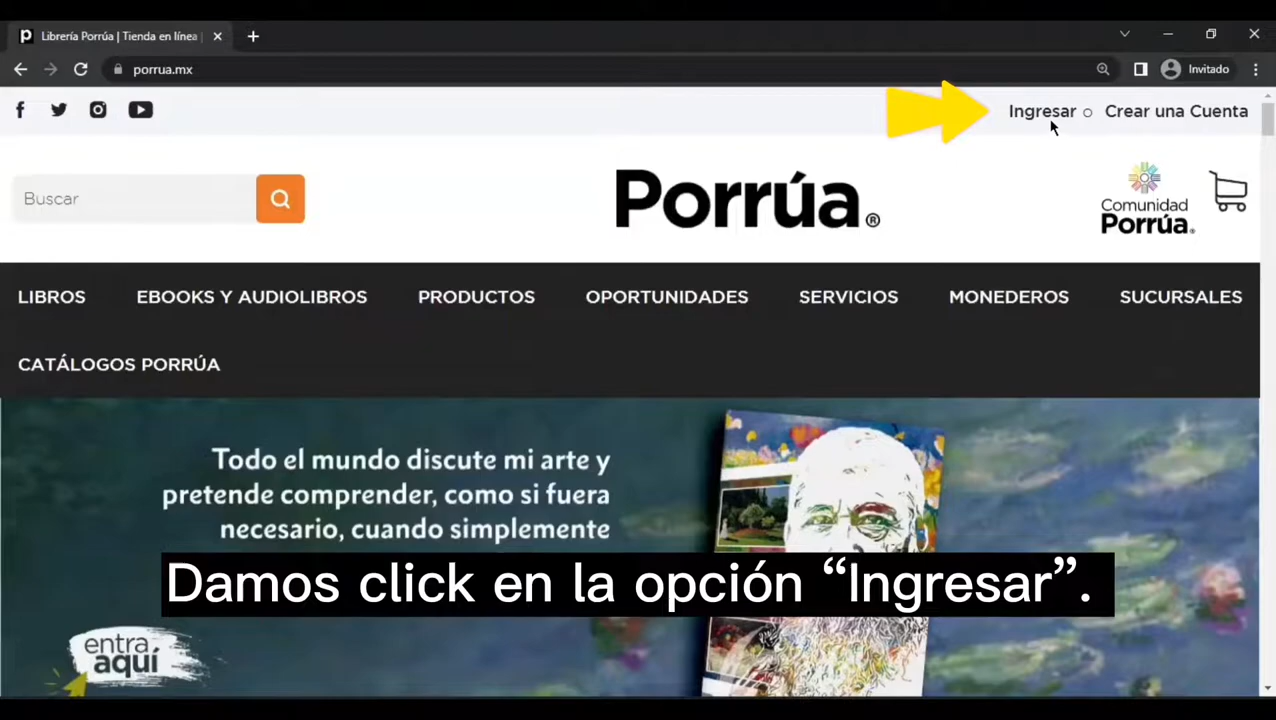 Librería Porrúa | Tienda en línea
porrua.mx
Invitado
Ingresar o Crear una Cuenta
Buscar
Porrúa®
Comunidad
Porrúa®
LIBROS EBOOKS Y AUDIOLIBROS PRODUCTOS OPORTUNIDADES SERVICIOS MONEDEROS SUCURSALES
CATÁLOGOS PORRÚA
Todo el mundo discute mi arte y
pretende comprender, como si fuera
necesario, cuando simplemente
Damos click en la opción “Ingresar”.
entra
aquí